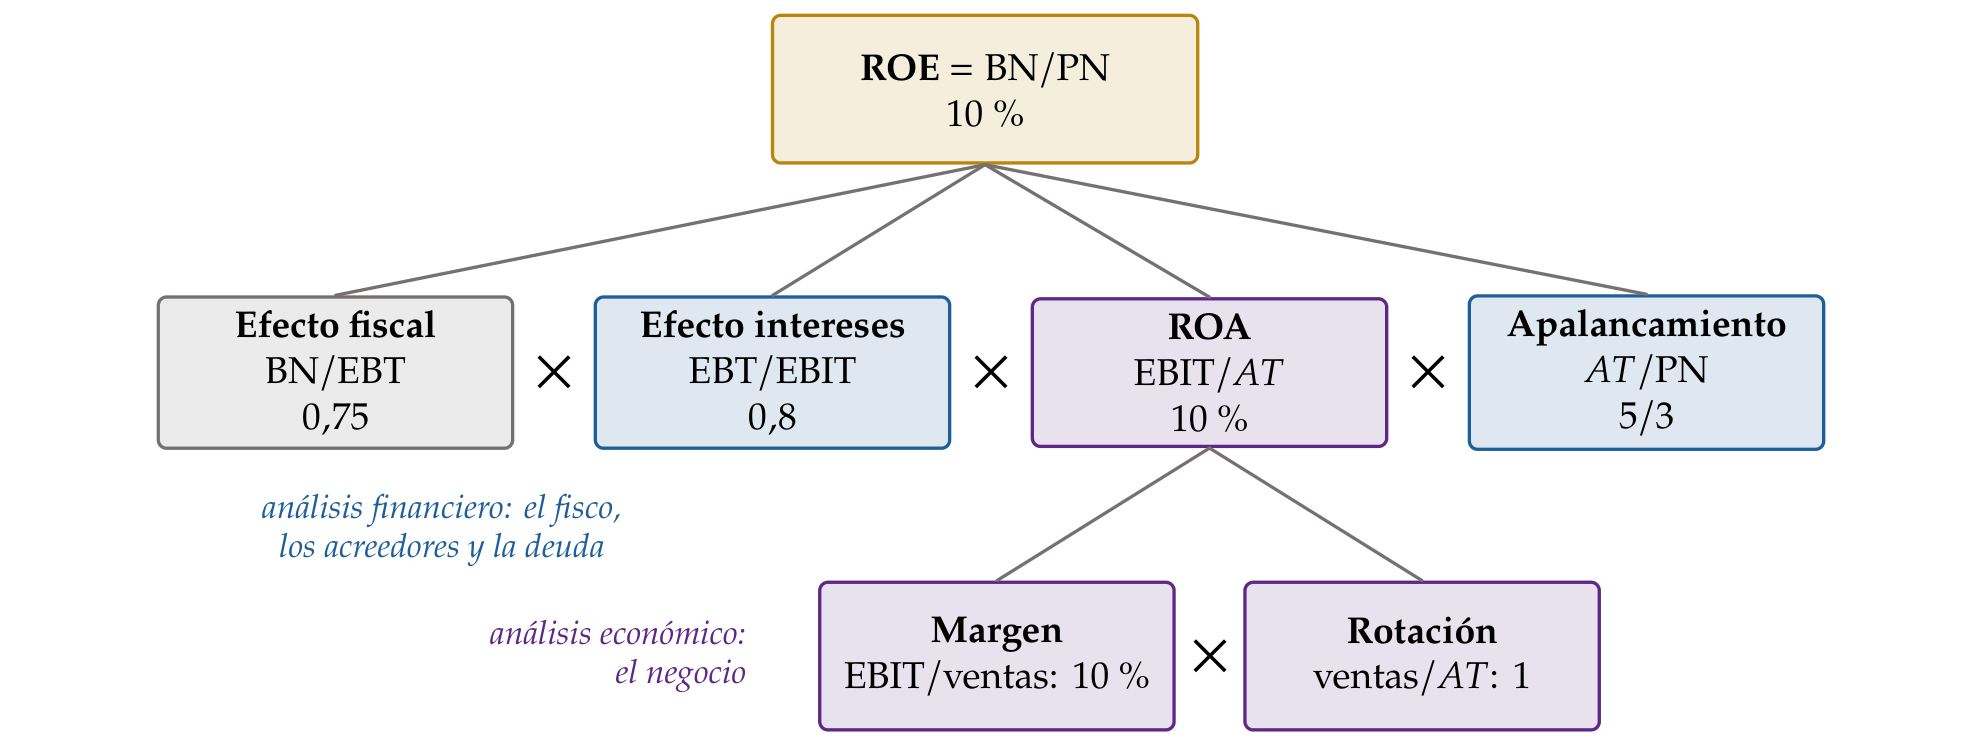 ROE = BN/PN
10 %
Efecto fiscal
BN/EBT
0,75
×
Efecto intereses
EBT/EBIT
0,8
×
ROA
EBIT/AT
10 %
×
Apalancamiento
AT/PN
5/3
análisis financiero: el fisco,
los acreedores y la deuda
análisis económico:
el negocio
Margen
EBIT/ventas: 10 %
×
Rotación
ventas/AT: 1